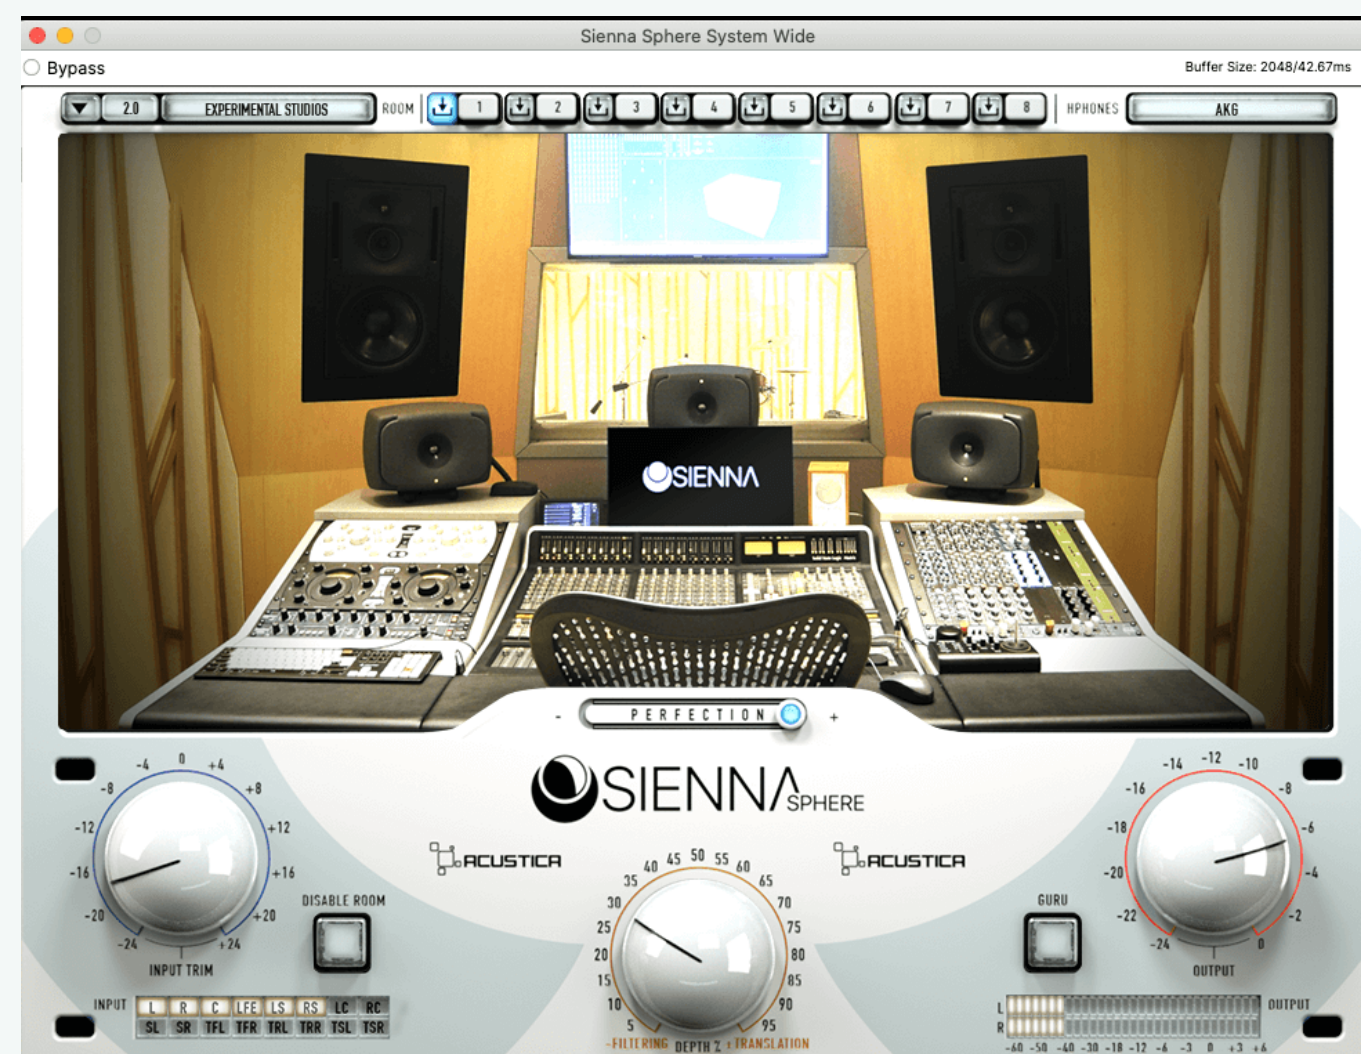 Sienna Sphere System Wide
Bypass
Buffer Size: 2048/42.67ms
2.0 EXPERIMENTAL STUDIOS ROOM 1 2 3 4 5 6 7 8 HPHONES AKG
SIENNA
- PERFECTION +
SIENNA SPHERE
ACUSTICA ACUSTICA
-24 -20 -16 -12 -8 -4 0 +4 +8 +12 +16 +20 +24
INPUT TRIM
DISABLE ROOM
5 10 15 20 25 30 35 40 45 50 55 60 65 70 75 80 85 90 95
-FILTERING DEPTH % + TRANSLATION
GURU
-24 -22 -20 -18 -16 -14 -12 -10 -8 -6 -4 -2 0
OUTPUT
INPUT L R C LFE LS RS LC RC
SL SR TFL TFR TRL TRR TSL TSR
L OUTPUT
R
-60 -50 -40 -30 -18 -12 -6 -3 0 +3 +6